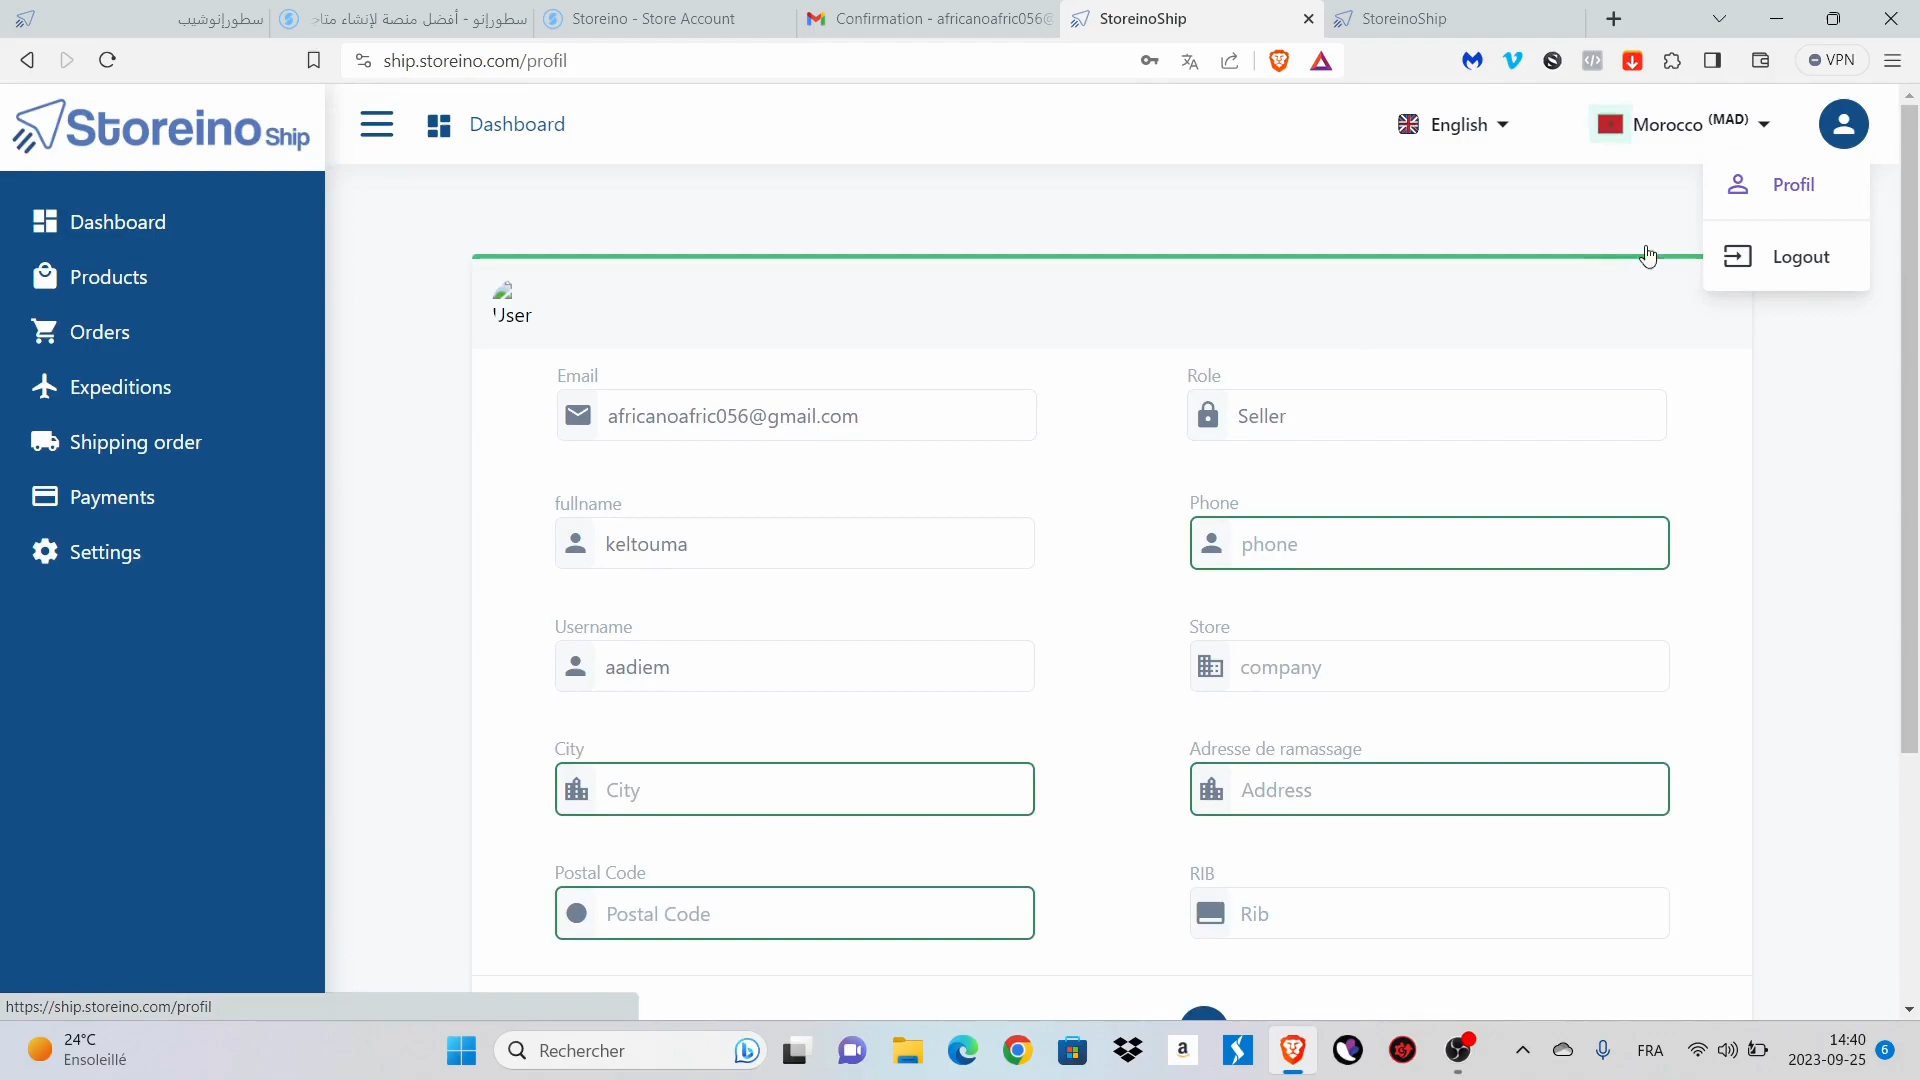 سطورإنوشيب
سطورإنو - أفضل منصة لإنشاء متاج
Storeino - Store Account
Confirmation - africanoafric056@
StoreinoShip
StoreinoShip
ship.storeino.com/profil
VPN
Storeino Ship
Dashboard
English
Morocco (MAD)
Profil
Logout
Dashboard
Products
Orders
Expeditions
Shipping order
Payments
Settings
User
Email
africanoafric056@gmail.com
Role
Seller
fullname
keltouma
Phone
phone
Username
aadiem
Store
company
City
City
Adresse de ramassage
Address
Postal Code
Postal Code
RIB
Rib
https://ship.storeino.com/profil
24°C
Ensoleillé
Rechercher
FRA
14:40
2023-09-25
6